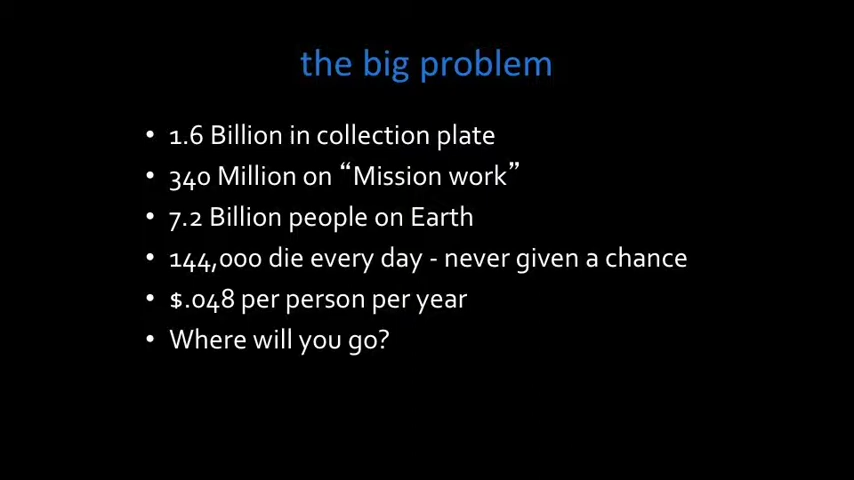 the big problem
• 1.6 Billion in collection plate
• 340 Million on “Mission work”
• 7.2 Billion people on Earth
• 144,000 die every day - never given a chance
• $.048 per person per year
• Where will you go?